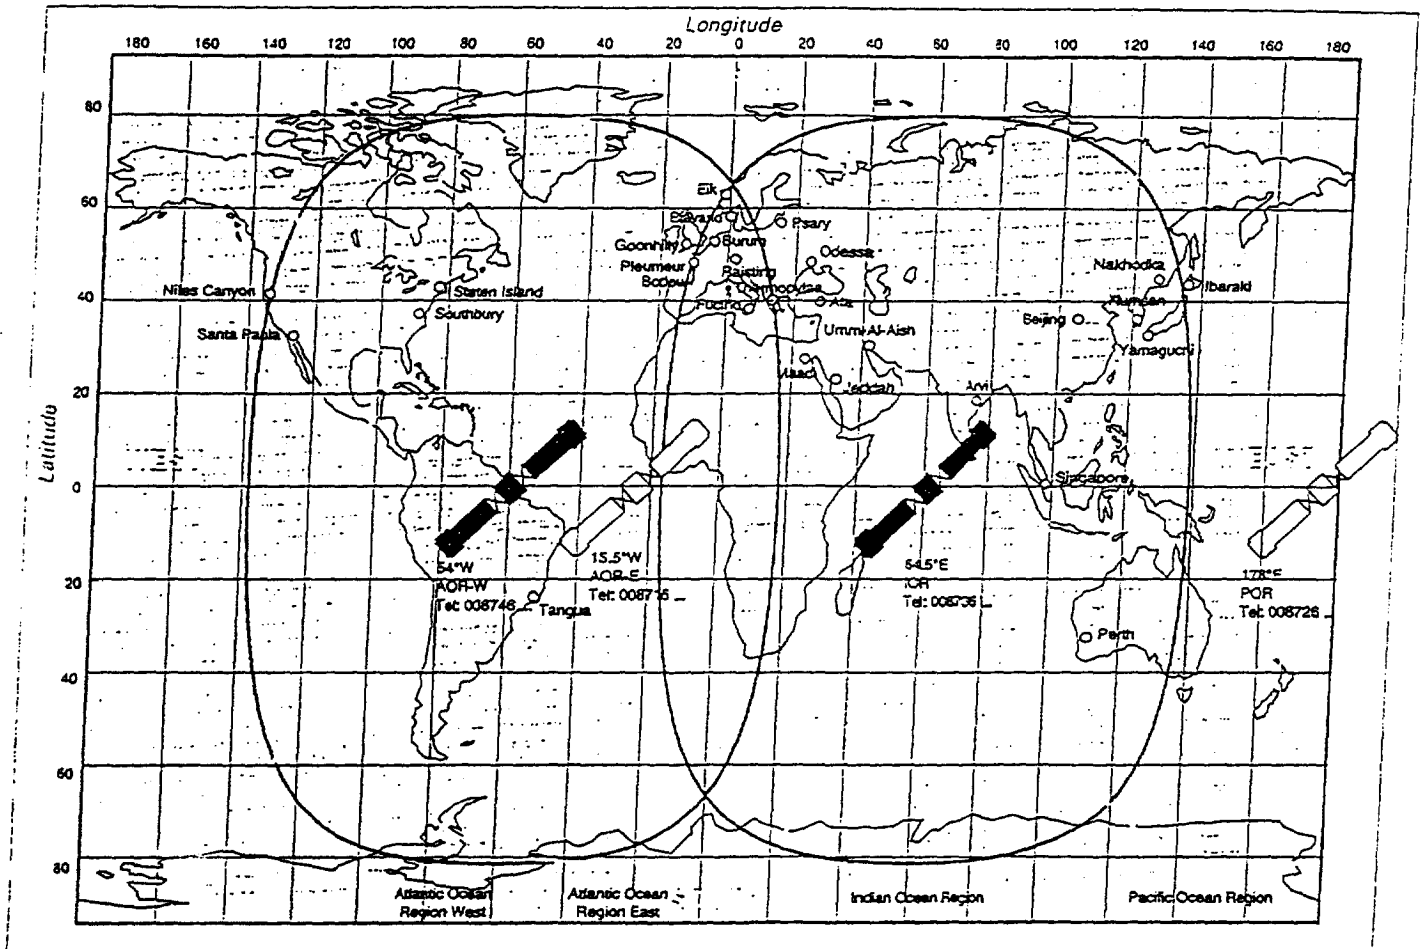 Longitude
180 160 140 120 100 80 60 40 20 0 20 40 60 80 100 120 140 160 180
80
60
Eik
Psary
Goonhilly
Burum
Odessa
Pleumeur
Bodou
Raisting
Nakhodka
Ibaraki
Niles Canyon
Staten Island
40
Fucino
Ata
Southbury
Beijing
Santa Paula
Umm-Al-Aish
Yamaguchi
Maadi
Jeddah
Arvi
20
Latitude
0
Singapore
54°W
AOR-W
Tel: 008746
15.5°W
AOR-E
Tel: 008715 _
64.5°E
IOR
Tel: 008736 _
178°E
POR
Tel: 008726 _
20
Tangua
Perth
40
60
80
Atlantic Ocean
Region West
Atlantic Ocean
Region East
Indian Ocean Region
Pacific Ocean Region